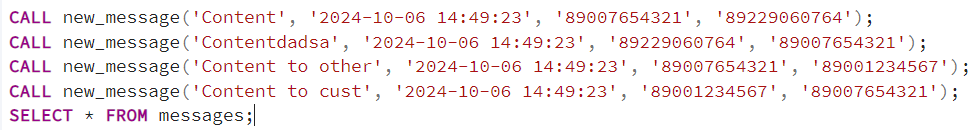 CALL new_message('Content', '2024-10-06 14:49:23', '89007654321', '89229060764');
CALL new_message('Contentdadsa', '2024-10-06 14:49:23', '89229060764', '89007654321');
CALL new_message('Content to other', '2024-10-06 14:49:23', '89007654321', '89001234567');
CALL new_message('Content to cust', '2024-10-06 14:49:23', '89001234567', '89007654321');
SELECT * FROM messages;